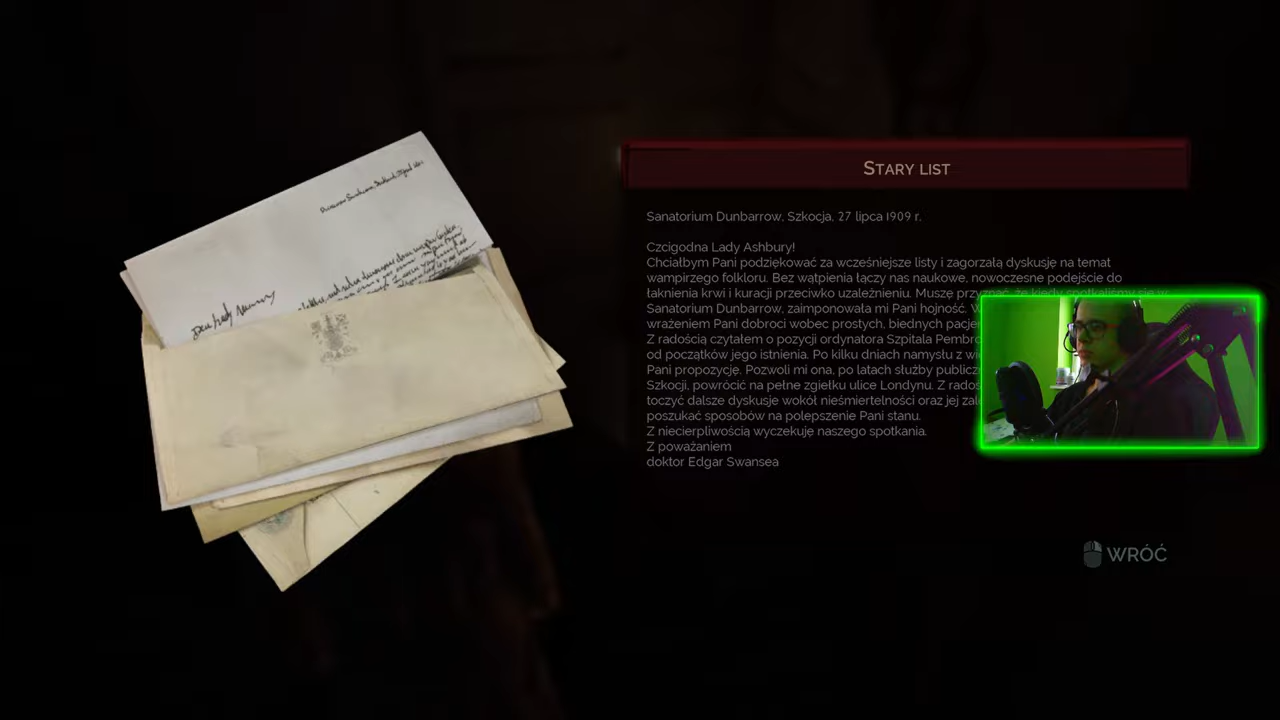 STARY LIST
Sanatorium Dunbarrow, Szkocja, 27 lipca 1909 r.
Czcigodna Lady Ashbury!
Chciałbym Pani podziękować za wcześniejsze listy i zagorzałą dyskusję na temat
wampirzego folkloru. Bez wątpienia łączy nas naukowe, nowoczesne podejście do
łaknienia krwi i kuracji przeciwko uzależnieniu. Muszę przyznać, że kiedy spotkaliśmy się w
Sanatorium Dunbarrow, zaimponowała mi Pani hojność.
wrażeniem Pani dobroci wobec prostych, biednych
Z radością czytałem o pozycji ordynatora Szpitala
od początków jego istnienia. Po kilku dniach namysłu z
Pani propozycję. Pozwoli mi ona, po latach służby
Szkocji, powrócić na pełne zgiełku ulice Londynu. Z
toczyć dalsze dyskusje wokół nieśmiertelności oraz jej
poszukać sposobów na polepszenie Pani stanu.
Z niecierpliwością wyczekuję naszego spotkania.
Z poważaniem
doktor Edgar Swansea
WRÓĆ